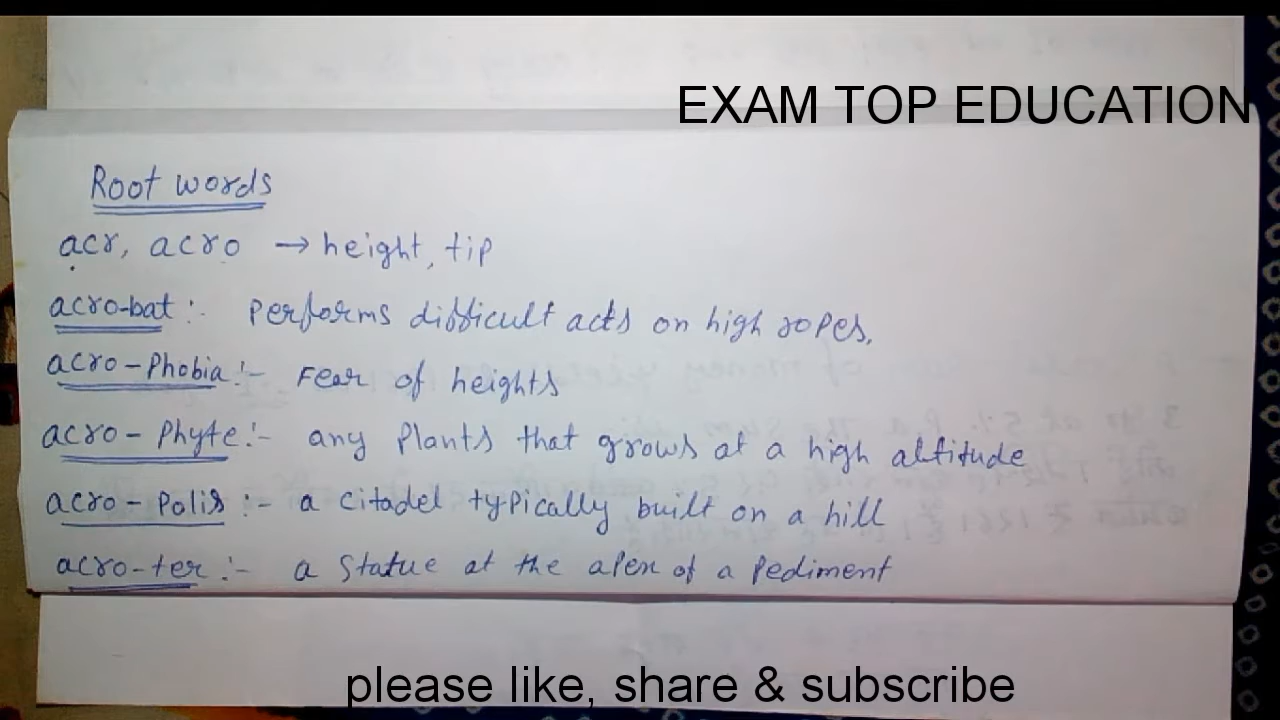 EXAM TOP EDUCATION
Root words
acr, acro → height, tip
acro-bat :- Performs difficult acts on high ropes.
acro-Phobia :- Fear of heights
acro-Phyte :- any Plants that grows at a high altitude
acro-Polis :- a citadel typically built on a hill
acro-ter :- a Statue at the apex of a Pediment
please like, share & subscribe